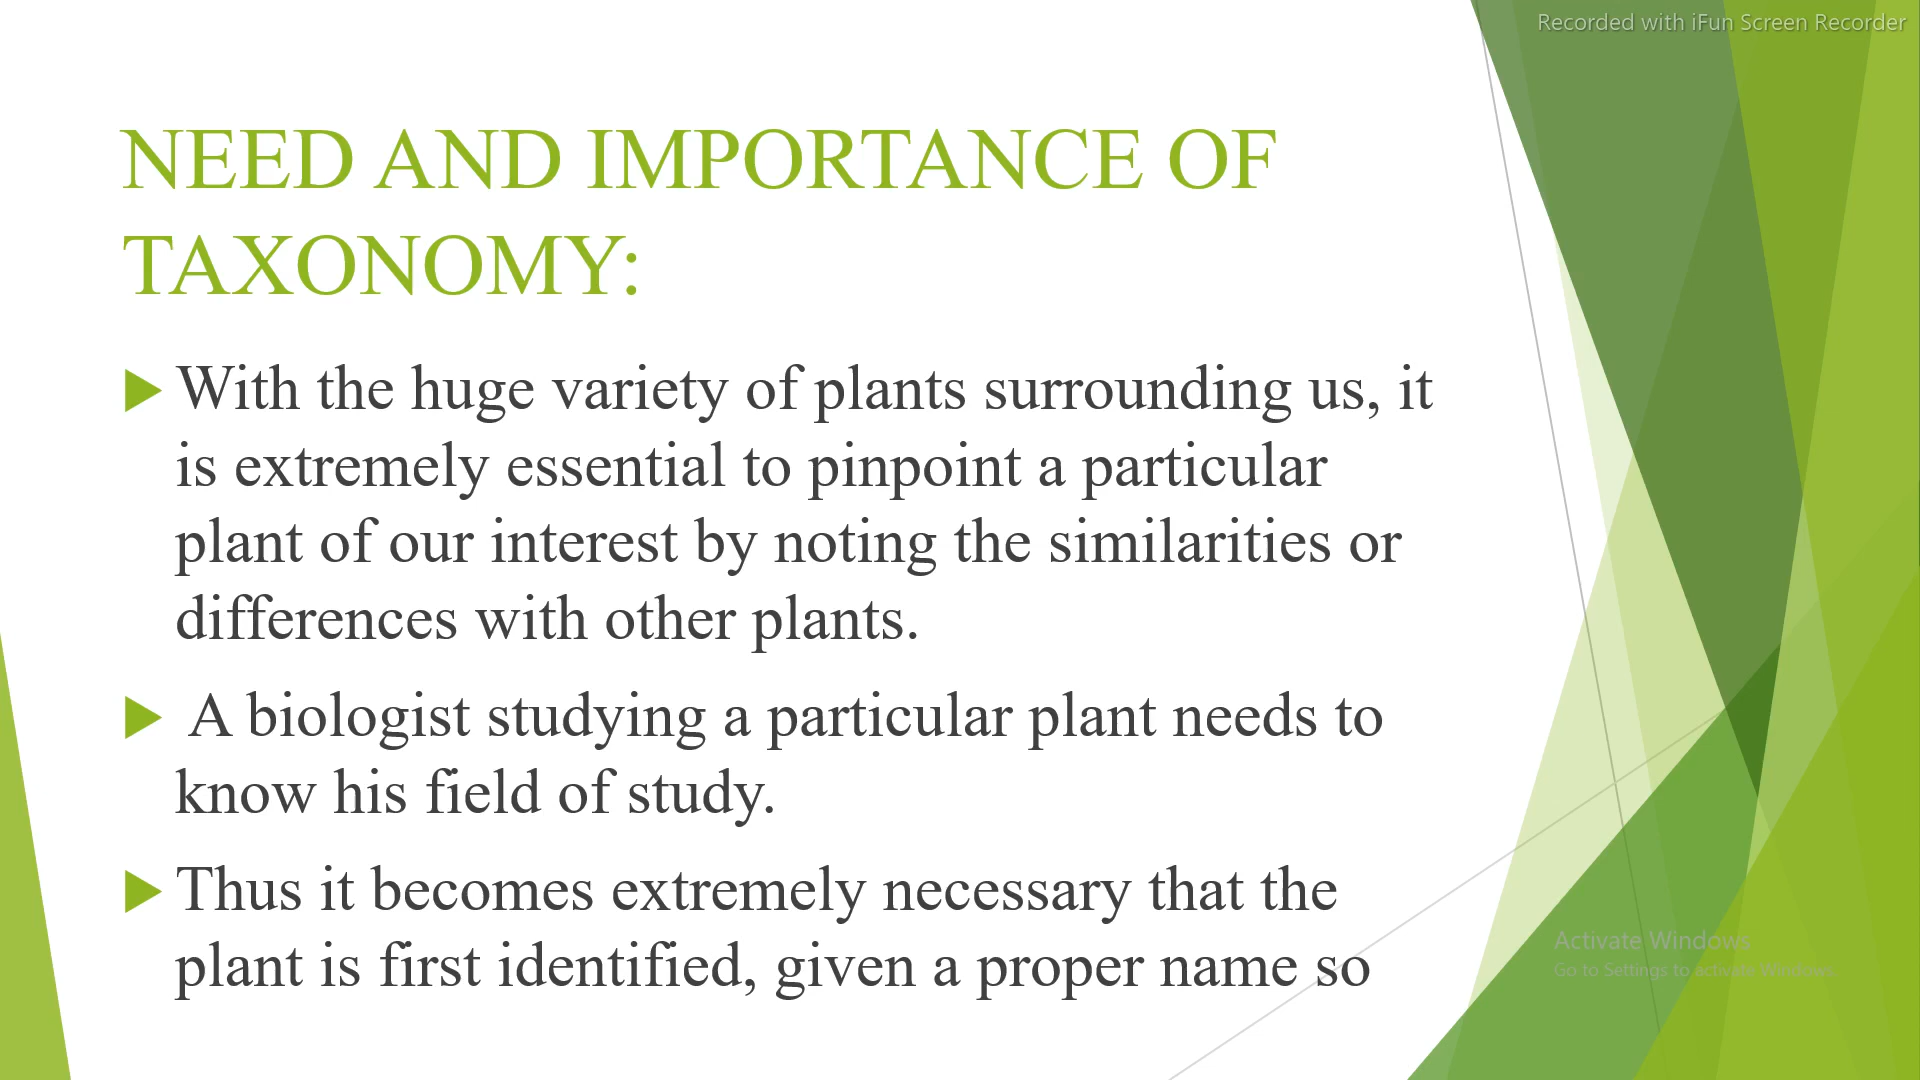 Recorded with iFun Screen Recorder
NEED AND IMPORTANCE OF
TAXONOMY:
With the huge variety of plants surrounding us, it
is extremely essential to pinpoint a particular
plant of our interest by noting the similarities or
differences with other plants.
A biologist studying a particular plant needs to
know his field of study.
Thus it becomes extremely necessary that the
plant is first identified, given a proper name so
Activate Windows
Go to Settings to activate Windows.